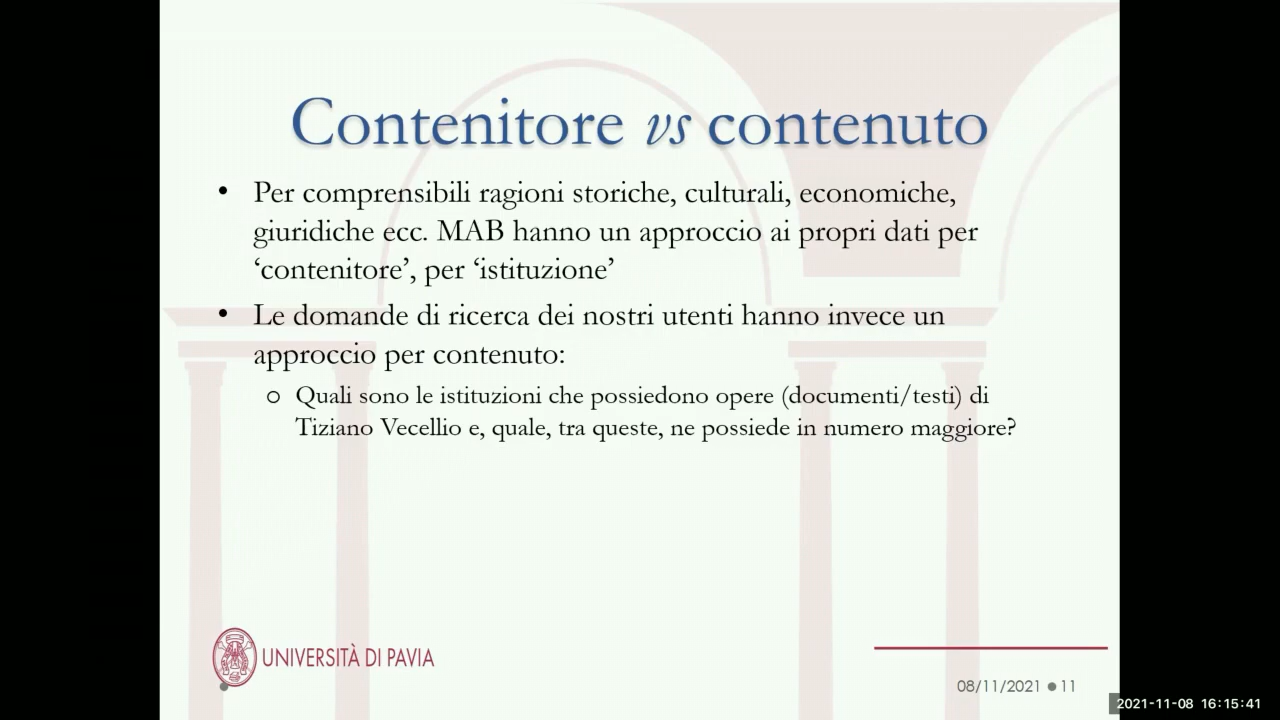 Contenitore vs contenuto
• Per comprensibili ragioni storiche, culturali, economiche,
giuridiche ecc. MAB hanno un approccio ai propri dati per
‘contenitore’, per ‘istituzione’
• Le domande di ricerca dei nostri utenti hanno invece un
approccio per contenuto:
o Quali sono le istituzioni che possiedono opere (documenti/testi) di
Tiziano Vecellio e, quale, tra queste, ne possiede in numero maggiore?
UNIVERSITÀ DI PAVIA
08/11/2021 ● 11
2021-11-08 16:15:41